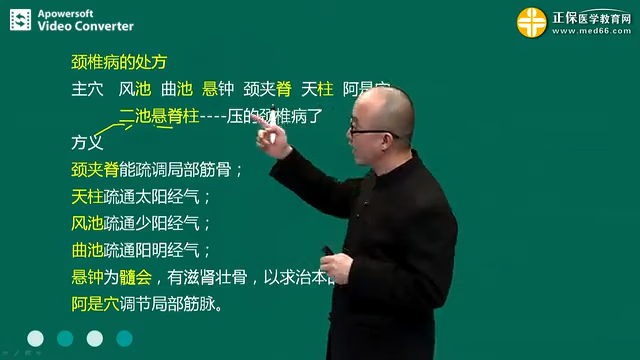 Apowersoft
Video Converter
正保医学教育网
www.med66.com
颈椎病的处方
主穴 风池 曲池 悬钟 颈夹脊 天柱 阿是穴
二池悬脊柱----压的颈椎病了
方义
颈夹脊能疏调局部筋骨；
天柱疏通太阳经气；
风池疏通少阳经气；
曲池疏通阳明经气；
悬钟为髓会，有滋肾壮骨，以求治本
阿是穴调节局部筋脉。